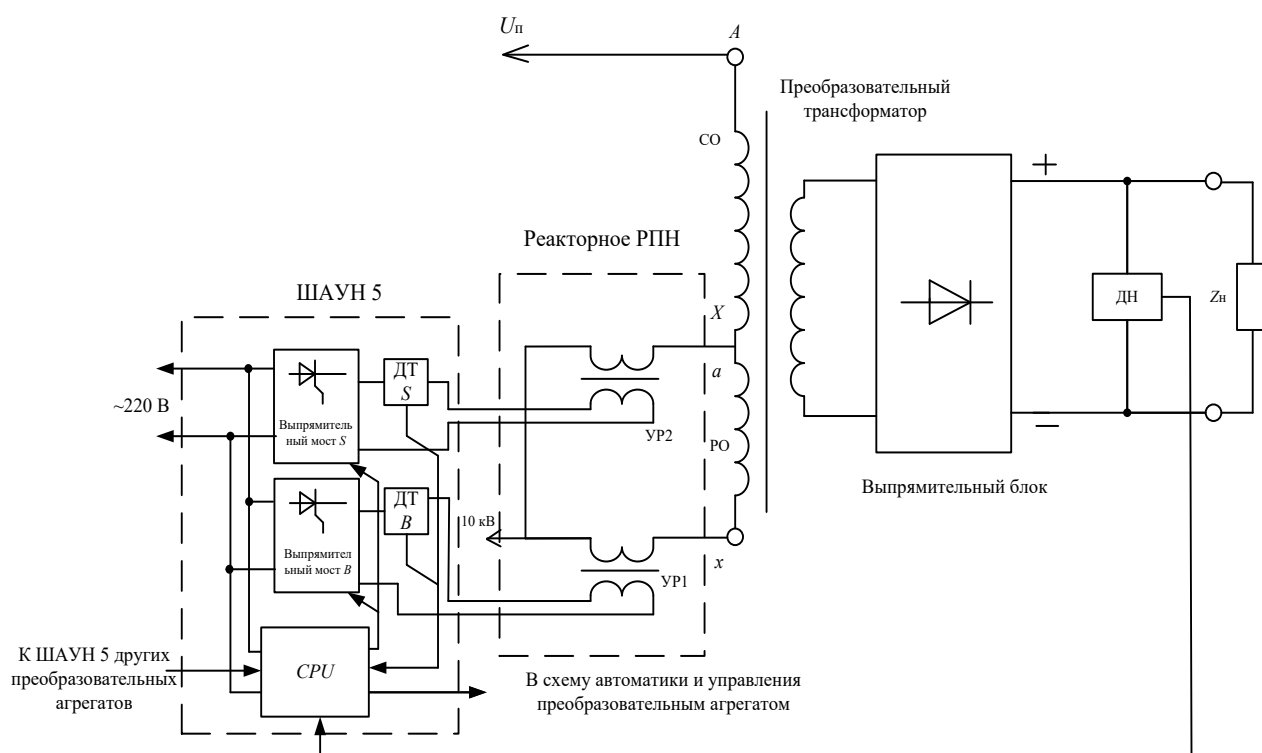 Uп
A
Преобразовательный
трансформатор
СО
Реакторное РПН
ШАУН 5
X
a
ДТ
S
~220 В
Выпрямитель
ный мост S
УР2
РО
ДН
Zн
Выпрямительный блок
ДТ
B
10 кВ
Выпрямител
ьный мост B
x
УР1
К ШАУН 5 других
преобразовательных
агрегатов
CPU
В схему автоматики и управления
преобразовательным агрегатом